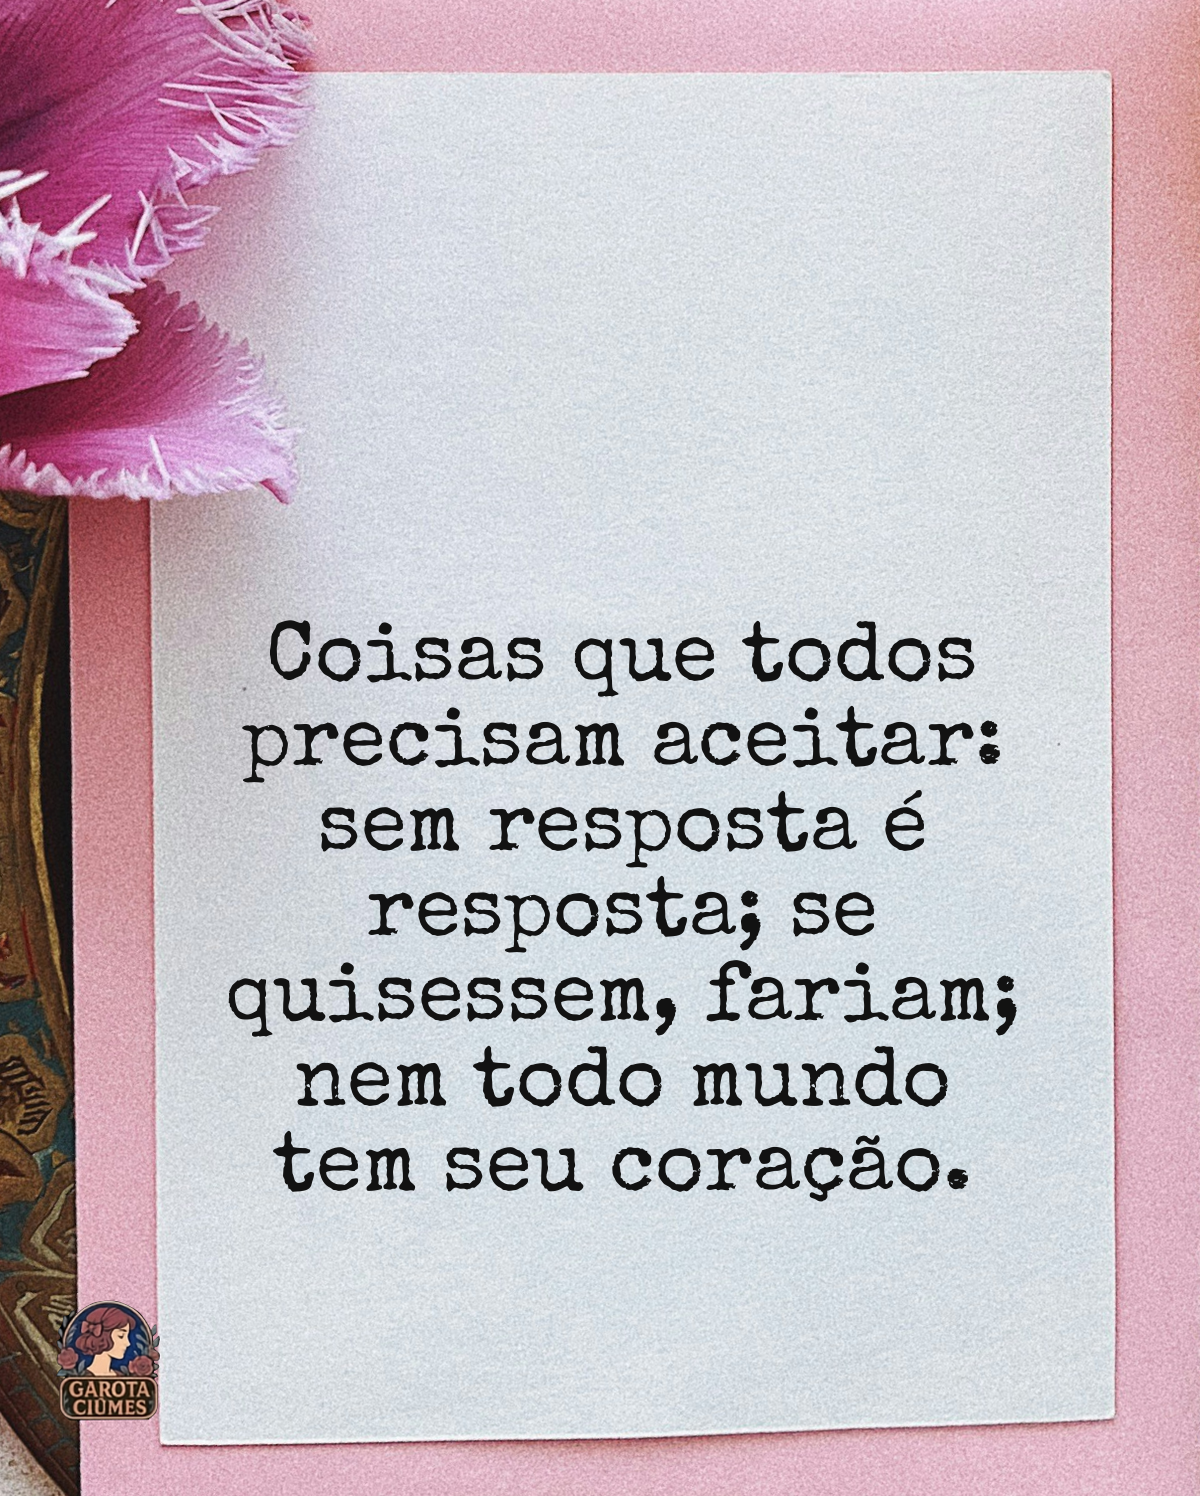 Coisas que todos
precisam aceitar:
sem resposta é
resposta; se
quisessem, fariam;
nem todo mundo
tem seu coração.
GAROTA
CIÚMES